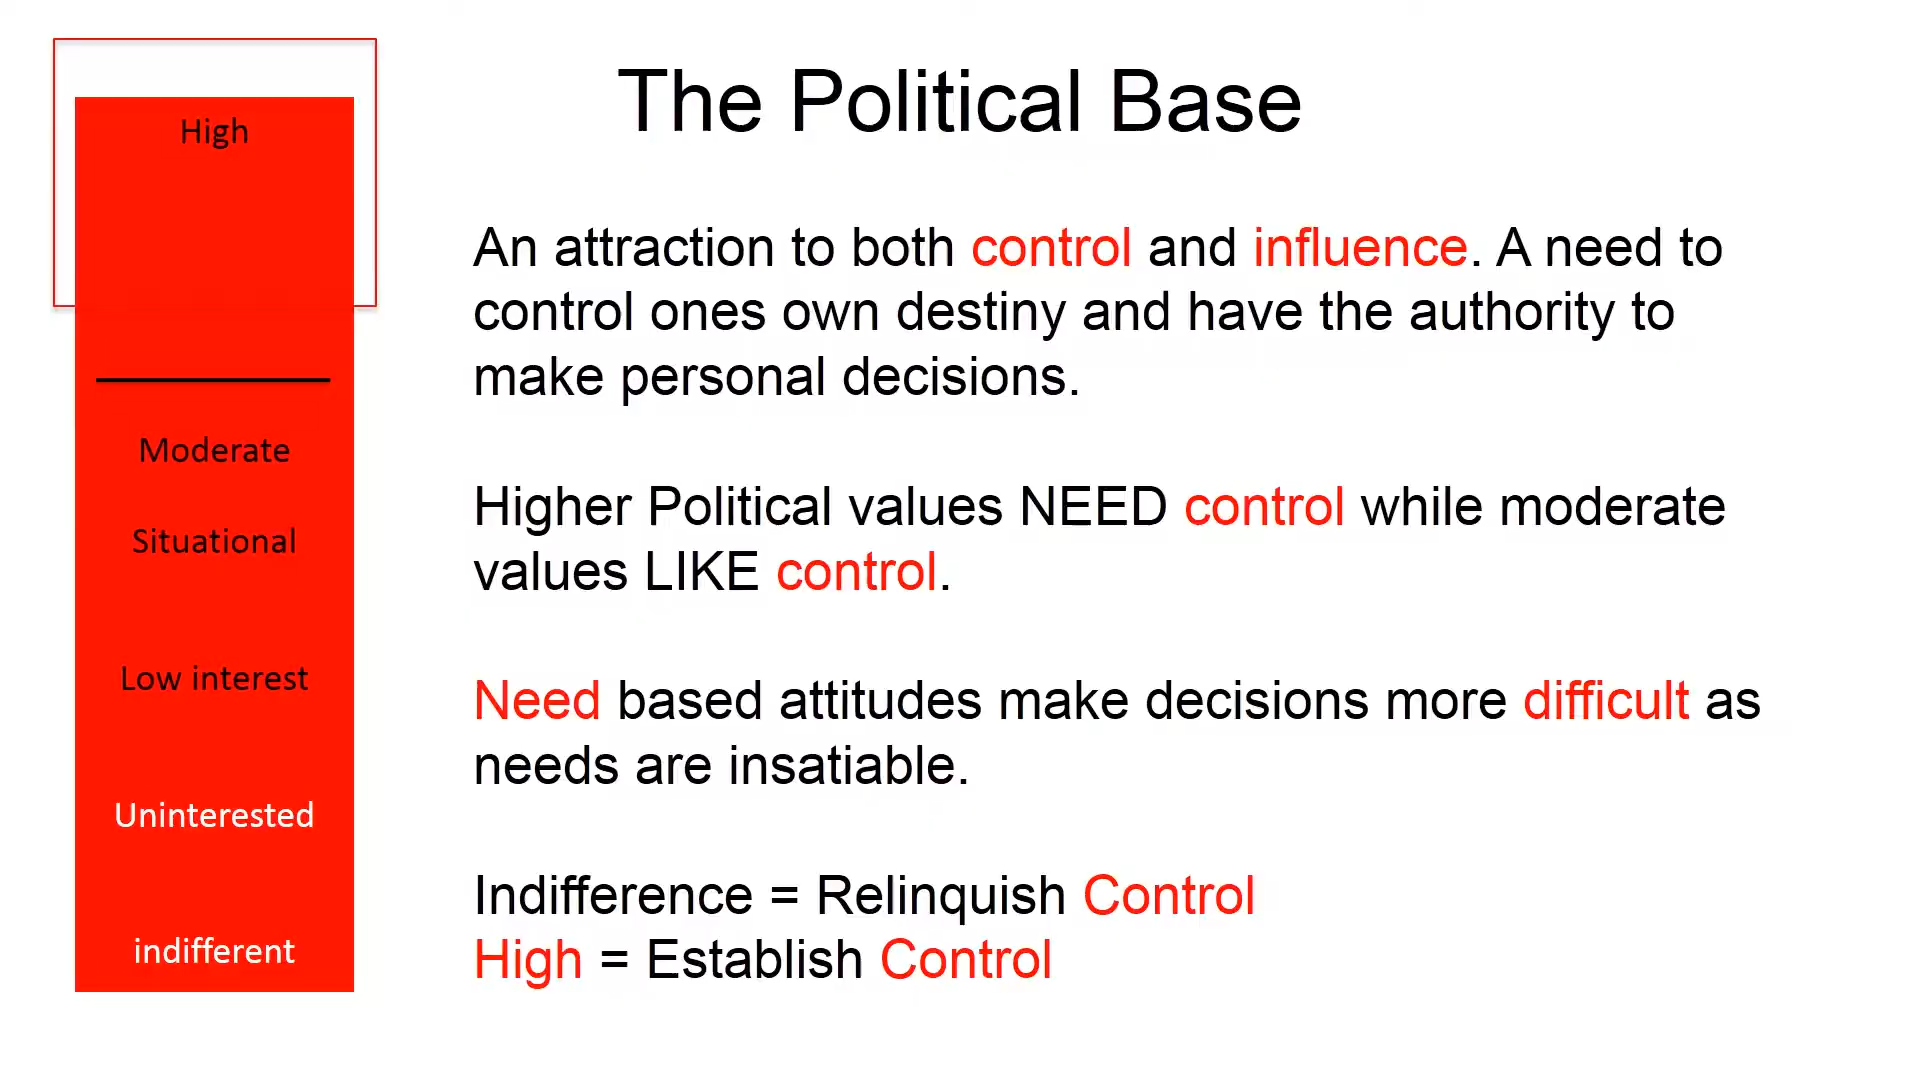 The Political Base
High
Moderate
Situational
Low interest
Uninterested
indifferent
An attraction to both control and influence. A need to
control ones own destiny and have the authority to
make personal decisions.
Higher Political values NEED control while moderate
values LIKE control.
Need based attitudes make decisions more difficult as
needs are insatiable.
Indifference = Relinquish Control
High = Establish Control